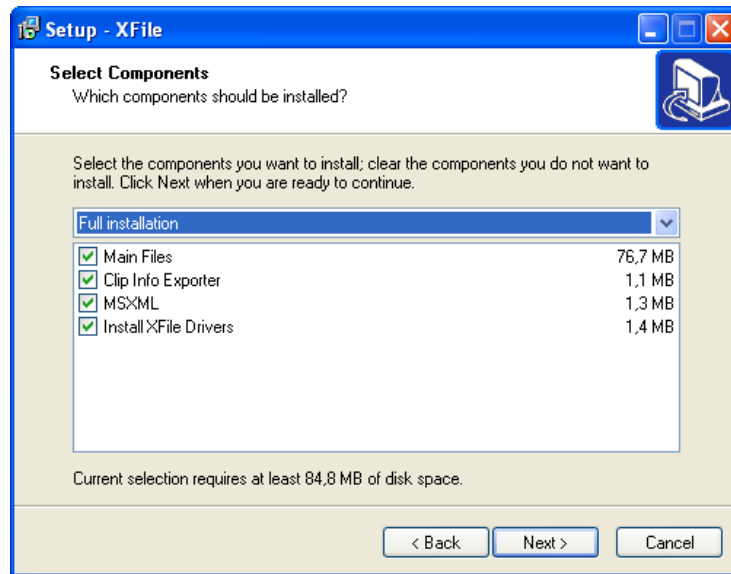 Setup - XFile
Select Components
Which components should be installed?
Select the components you want to install; clear the components you do not want to
install. Click Next when you are ready to continue.
Full installation
Main Files 76,7 MB
Clip Info Exporter 1,1 MB
MSXML 1,3 MB
Install XFile Drivers 1,4 MB
Current selection requires at least 84,8 MB of disk space.
< Back Next > Cancel